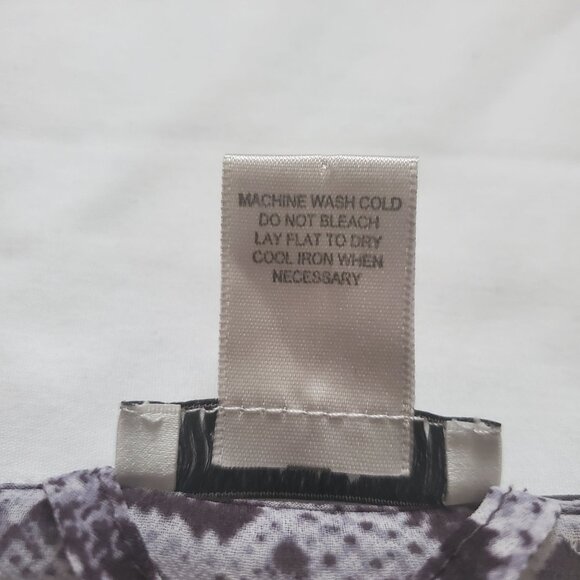 MACHINE WASH COLD
DO NOT BLEACH
LAY FLAT TO DRY
COOL IRON WHEN
NECESSARY